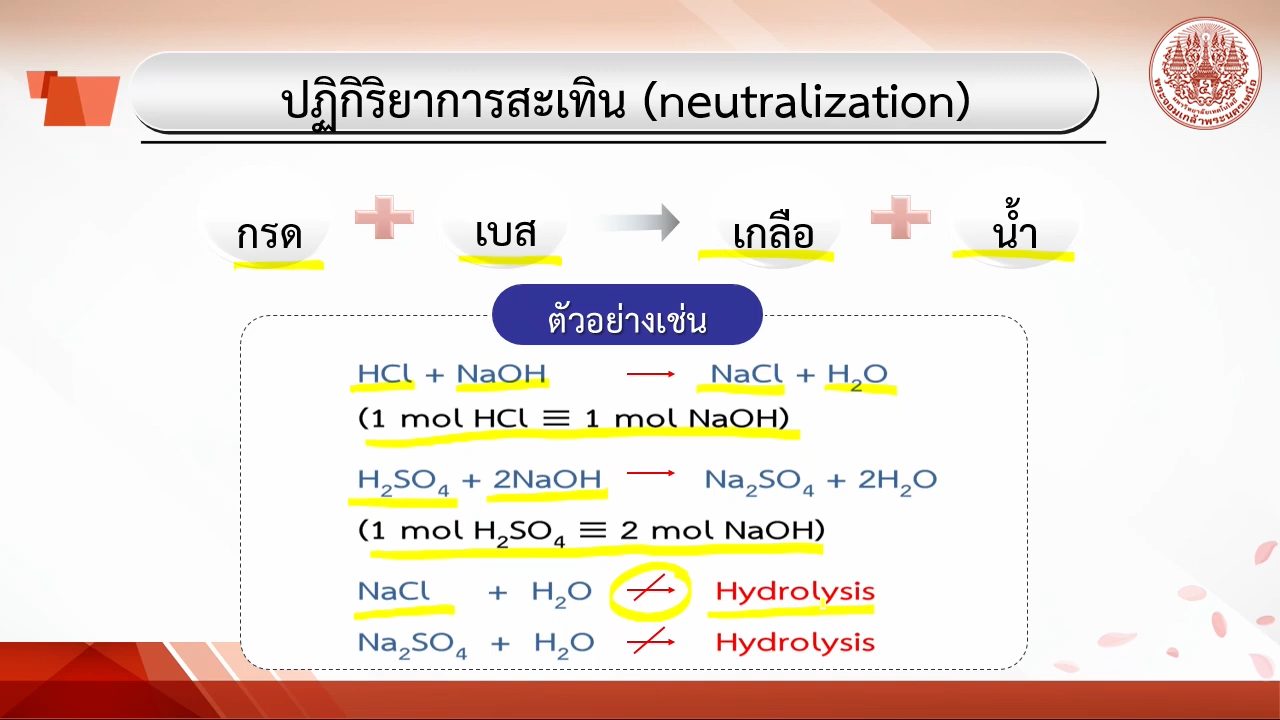 ปฏิกิริยาการสะเทิน (neutralization)
กรด + เบส → เกลือ + น้ำ
ตัวอย่างเช่น
HCl + NaOH → NaCl + H₂O
(1 mol HCl ≡ 1 mol NaOH)
H₂SO₄ + 2NaOH → Na₂SO₄ + 2H₂O
(1 mol H₂SO₄ ≡ 2 mol NaOH)
NaCl + H₂O ↛ Hydrolysis
Na₂SO₄ + H₂O ↛ Hydrolysis